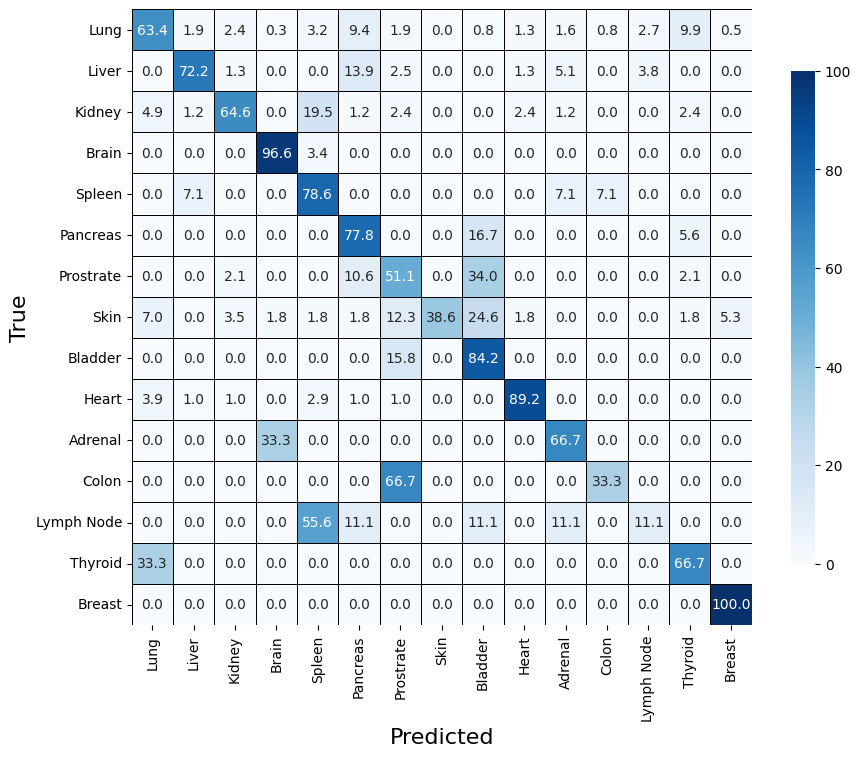 Lung 63.4 1.9 2.4 0.3 3.2 9.4 1.9 0.0 0.8 1.3 1.6 0.8 2.7 9.9 0.5
Liver 0.0 72.2 1.3 0.0 0.0 13.9 2.5 0.0 0.0 1.3 5.1 0.0 3.8 0.0 0.0
Kidney 4.9 1.2 64.6 0.0 19.5 1.2 2.4 0.0 0.0 2.4 1.2 0.0 0.0 2.4 0.0
Brain 0.0 0.0 0.0 96.6 3.4 0.0 0.0 0.0 0.0 0.0 0.0 0.0 0.0 0.0 0.0
Spleen 0.0 7.1 0.0 0.0 78.6 0.0 0.0 0.0 0.0 0.0 7.1 7.1 0.0 0.0 0.0
Pancreas 0.0 0.0 0.0 0.0 0.0 77.8 0.0 0.0 16.7 0.0 0.0 0.0 0.0 5.6 0.0
Prostrate 0.0 0.0 2.1 0.0 0.0 10.6 51.1 0.0 34.0 0.0 0.0 0.0 0.0 2.1 0.0
Skin 7.0 0.0 3.5 1.8 1.8 1.8 12.3 38.6 24.6 1.8 0.0 0.0 0.0 1.8 5.3
Bladder 0.0 0.0 0.0 0.0 0.0 0.0 15.8 0.0 84.2 0.0 0.0 0.0 0.0 0.0 0.0
Heart 3.9 1.0 1.0 0.0 2.9 1.0 1.0 0.0 0.0 89.2 0.0 0.0 0.0 0.0 0.0
Adrenal 0.0 0.0 0.0 33.3 0.0 0.0 0.0 0.0 0.0 0.0 66.7 0.0 0.0 0.0 0.0
Colon 0.0 0.0 0.0 0.0 0.0 0.0 66.7 0.0 0.0 0.0 0.0 33.3 0.0 0.0 0.0
Lymph Node 0.0 0.0 0.0 0.0 55.6 11.1 0.0 0.0 11.1 0.0 11.1 0.0 11.1 0.0 0.0
Thyroid 33.3 0.0 0.0 0.0 0.0 0.0 0.0 0.0 0.0 0.0 0.0 0.0 0.0 66.7 0.0
Breast 0.0 0.0 0.0 0.0 0.0 0.0 0.0 0.0 0.0 0.0 0.0 0.0 0.0 0.0 100.0
Lung Liver Kidney Brain Spleen Pancreas Prostrate Skin Bladder Heart Adrenal Colon Lymph Node Thyroid Breast
Predicted
True
100
80
60
40
20
0